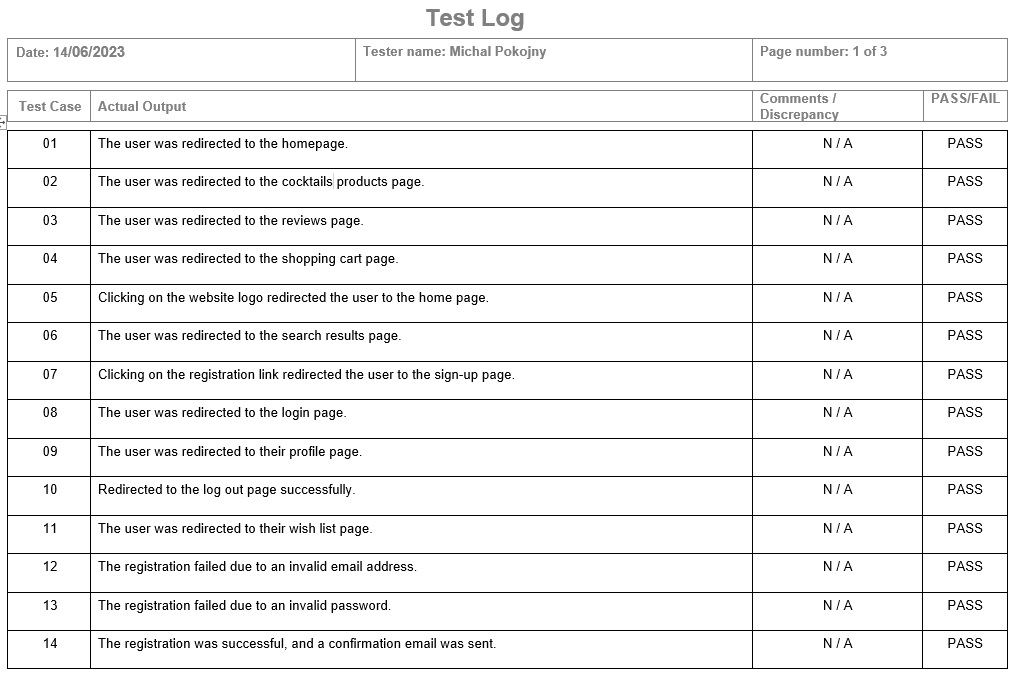 Test Log
Date: 14/06/2023 Tester name: Michal Pokojny Page number: 1 of 3
Test Case Actual Output Comments / Discrepancy PASS/FAIL
01 The user was redirected to the homepage. N / A PASS
02 The user was redirected to the cocktails products page. N / A PASS
03 The user was redirected to the reviews page. N / A PASS
04 The user was redirected to the shopping cart page. N / A PASS
05 Clicking on the website logo redirected the user to the home page. N / A PASS
06 The user was redirected to the search results page. N / A PASS
07 Clicking on the registration link redirected the user to the sign-up page. N / A PASS
08 The user was redirected to the login page. N / A PASS
09 The user was redirected to their profile page. N / A PASS
10 Redirected to the log out page successfully. N / A PASS
11 The user was redirected to their wish list page. N / A PASS
12 The registration failed due to an invalid email address. N / A PASS
13 The registration failed due to an invalid password. N / A PASS
14 The registration was successful, and a confirmation email was sent. N / A PASS